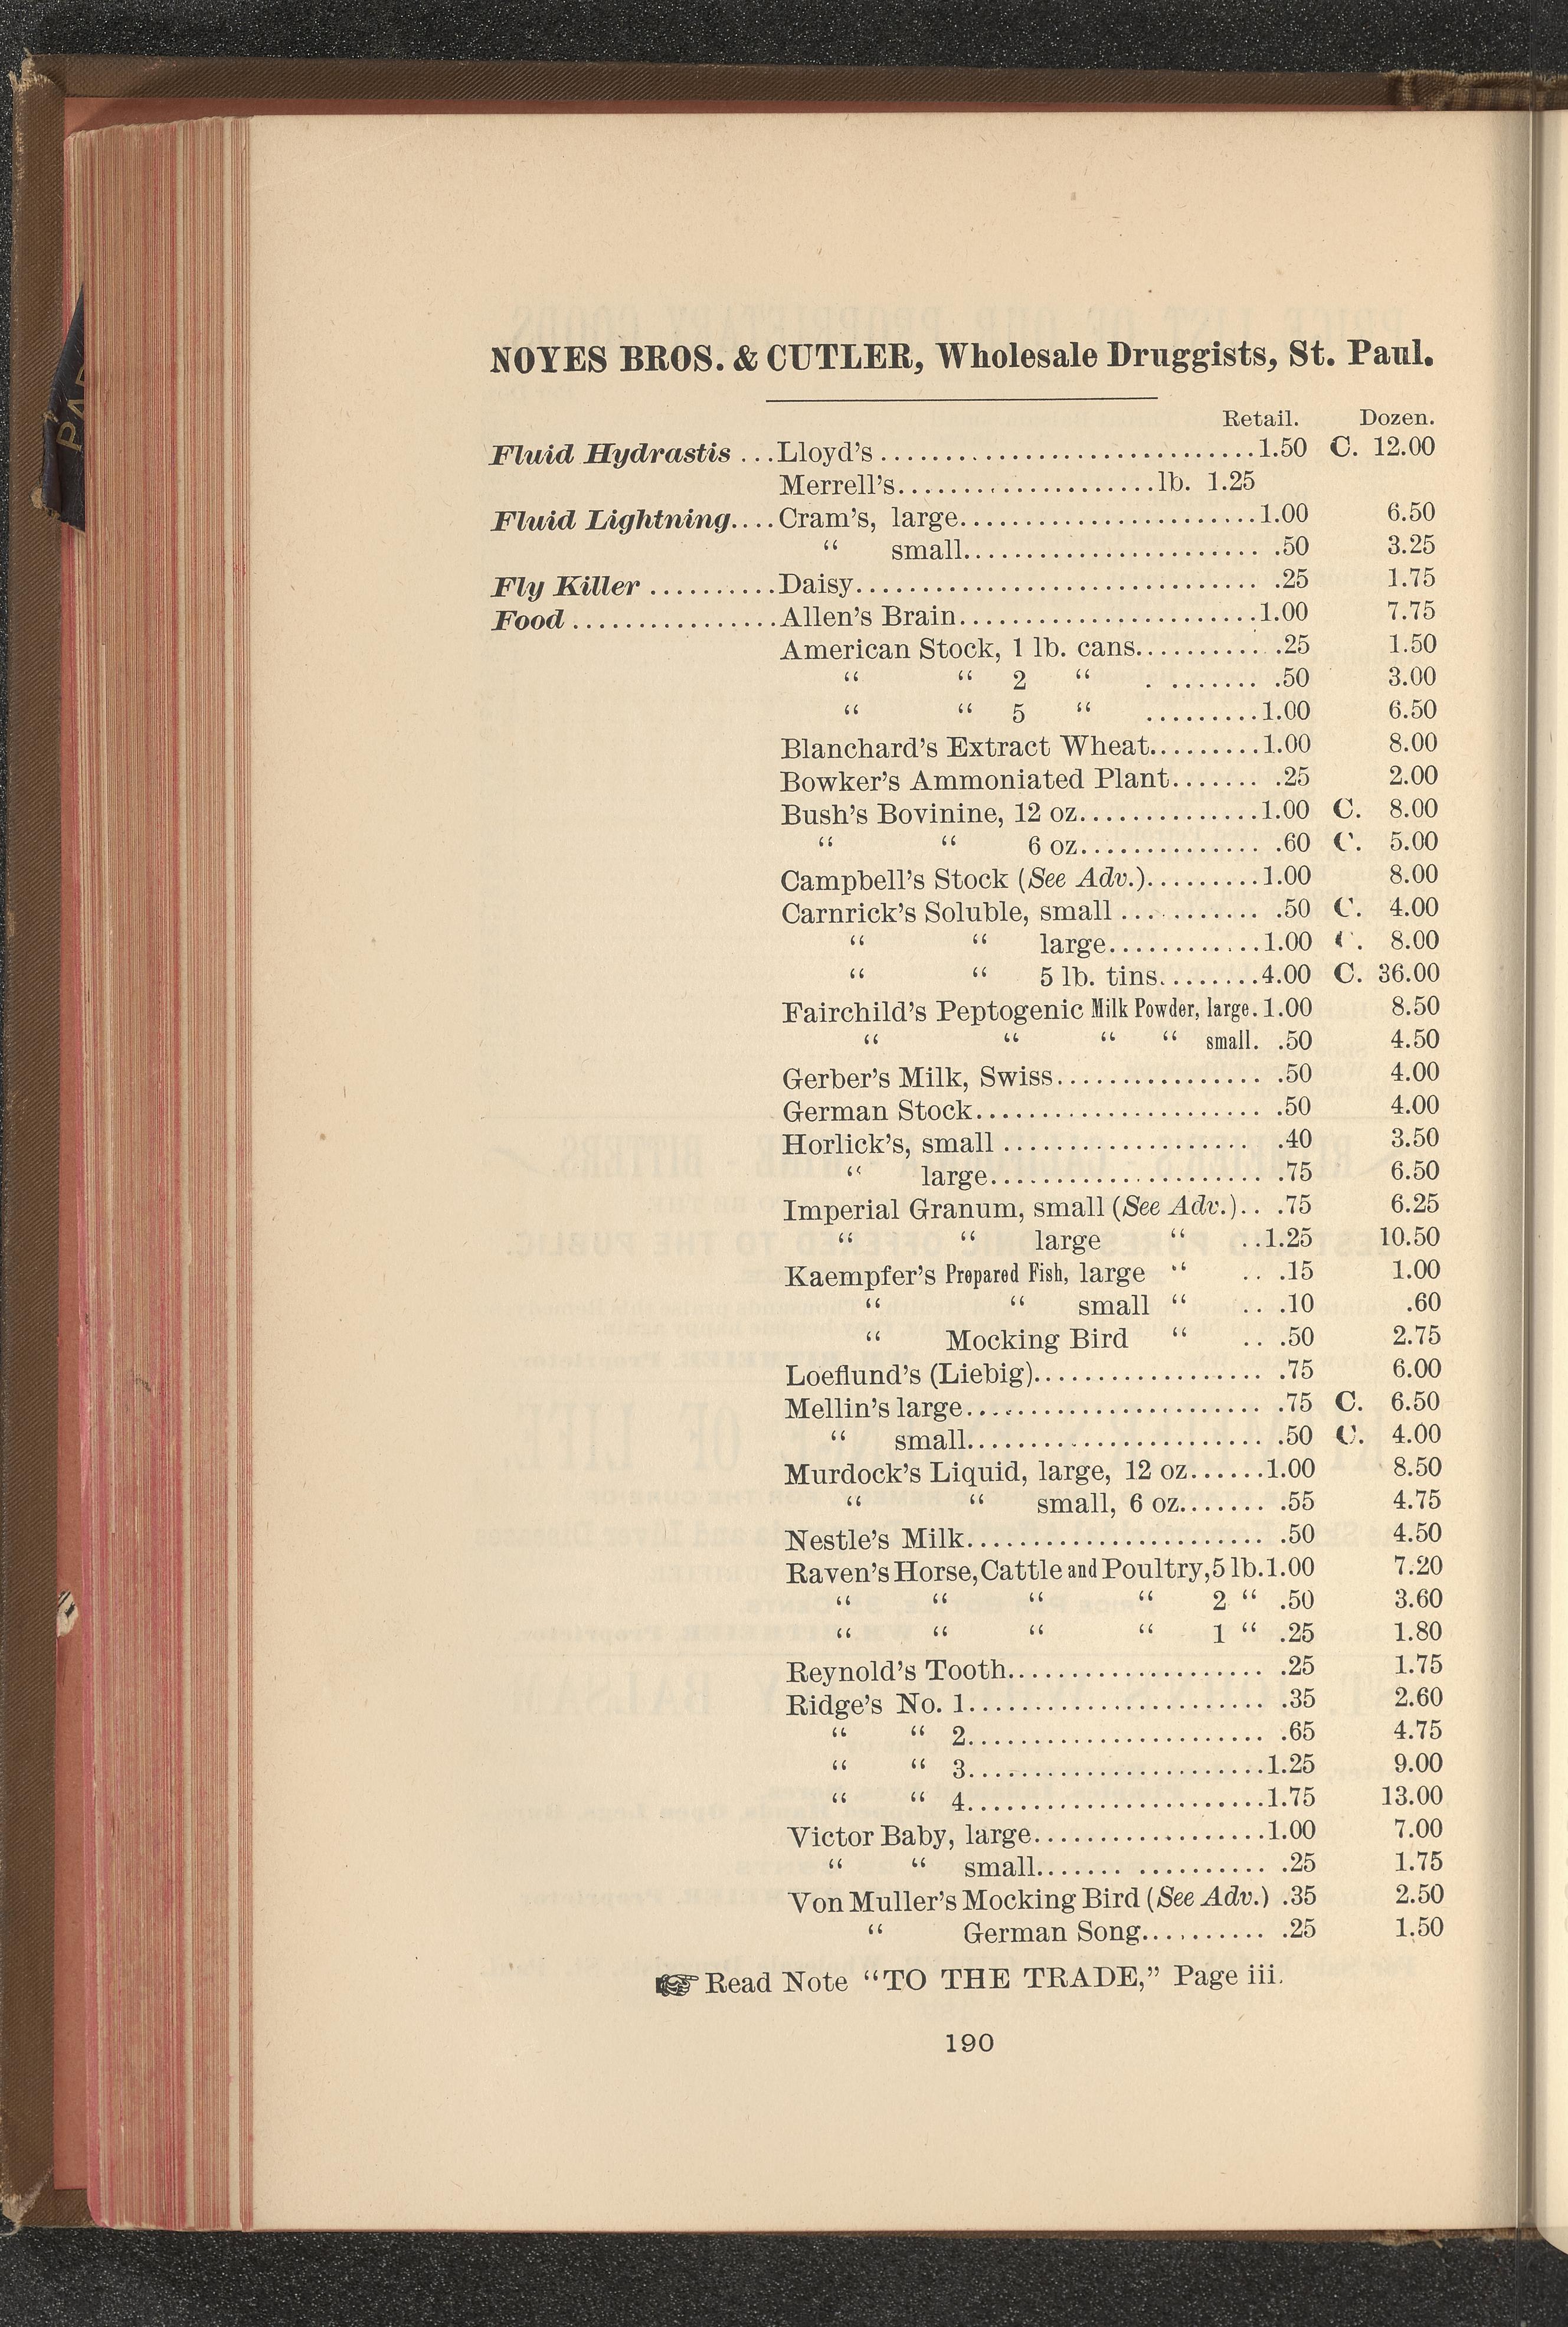 NOYES BROS. & CUTLER, Wholesale Druggists, St. Paul.
Retail. Dozen.
Fluid Hydrastis ...Lloyd's ............................1.50 C. 12.00
Merrell's....................lb. 1.25
Fluid Lightning....Cram's, large.......................1.00 6.50
“ small....................... .50 3.25
Fly Killer ..........Daisy............................... .25 1.75
Food ................Allen's Brain.......................1.00 7.75
American Stock, 1 lb. cans........... .25 1.50
“ “ 2 “ . ....... .50 3.00
“ “ 5 “ .........1.00 6.50
Blanchard's Extract Wheat.........1.00 8.00
Bowker's Ammoniated Plant....... .25 2.00
Bush's Bovinine, 12 oz..............1.00 C. 8.00
“ “ 6 oz.............. .60 C. 5.00
Campbell's Stock (See Adv.).........1.00 8.00
Carnrick's Soluble, small ........... .50 C. 4.00
“ “ large............1.00 C. 8.00
“ “ 5 lb. tins.........4.00 C. 36.00
Fairchild's Peptogenic Milk Powder, large. 1.00 8.50
“ “ “ “ small. .50 4.50
Gerber's Milk, Swiss................ .50 4.00
German Stock...................... .50 4.00
Horlick's, small ................... .40 3.50
“ large..................... .75 6.50
Imperial Granum, small (See Adv.).. .75 6.25
“ “ large “ ..1.25 10.50
Kaempfer's Prepared Fish, large “ .. .15 1.00
“ “ small “ .. .10 .60
“ Mocking Bird “ .. .50 2.75
Loeflund's (Liebig).................. .75 6.00
Mellin's large....................... .75 C. 6.50
“ small....................... .50 C. 4.00
Murdock's Liquid, large, 12 oz......1.00 8.50
“ “ small, 6 oz....... .55 4.75
Nestle's Milk....................... .50 4.50
Raven's Horse, Cattle and Poultry, 5 lb.1.00 7.20
“ “ “ “ 2 “ .50 3.60
“ “ “ “ 1 “ .25 1.80
Reynold's Tooth.................... .25 1.75
Ridge's No. 1....................... .35 2.60
“ “ 2....................... .65 4.75
“ “ 3.......................1.25 9.00
“ “ 4.......................1.75 13.00
Victor Baby, large..................1.00 7.00
“ “ small....... .......... .25 1.75
Von Muller's Mocking Bird (See Adv.) .35 2.50
“ German Song.......... .25 1.50
☞ Read Note “TO THE TRADE,” Page iii.
190